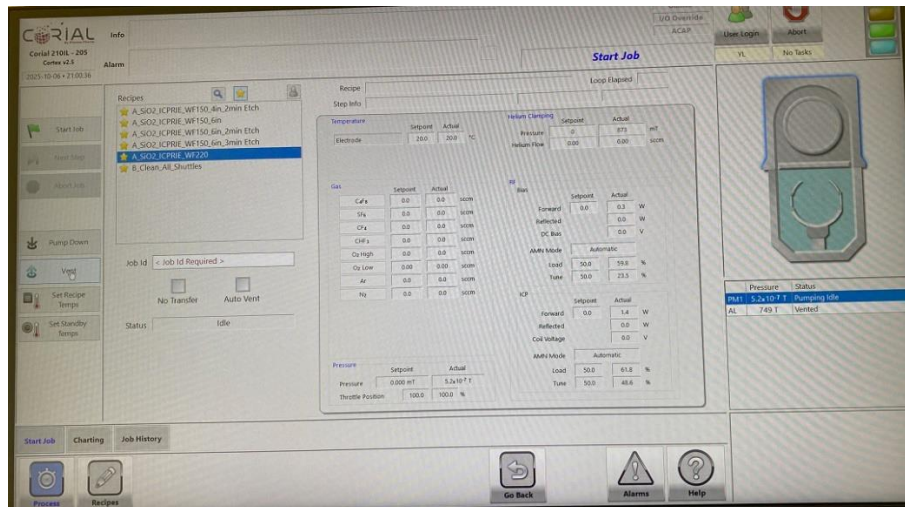 CORIAL
Info
I/O Override
ACAP
User Login
Abort
Corial 210IL - 205
Cortex v2.5
Alarm
Start Job
YL
No Tasks
2025-10-06 • 21:00:36
Recipes
A_SiO2_ICPRIE_WF150_4in_2min Etch
A_SiO2_ICPRIE_WF150_6in
A_SiO2_ICPRIE_WF150_6in_2min Etch
A_SiO2_ICPRIE_WF150_6in_3min Etch
A_SiO2_ICPRIE_WF220
B_Clean_All_Shuttles
Start Job
Next Step
Abort Job
Pump Down
Vent
Set Recipe
Temps
Set Standby
Temps
Job Id < Job Id Required >
No Transfer Auto Vent
Status Idle
Recipe
Loop Elapsed
Step Info
Temperature
Setpoint Actual
Electrode 20.0 20.0 °C
Helium Clamping
Setpoint Actual
Pressure 0 873 mT
Helium Flow 0.00 0.00 sccm
Gas
Setpoint Actual
C₄F₈ 0.0 0.0 sccm
SF₆ 0.0 0.0 sccm
CF₄ 0.0 0.0 sccm
CHF₃ 0.0 0.0 sccm
O₂ High 0.0 0.0 sccm
O₂ Low 0.00 0.00 sccm
Ar 0.0 0.0 sccm
N₂ 0.0 0.0 sccm
RF
Bias
Setpoint Actual
Forward 0.0 0.3 W
Reflected 0.0 W
DC Bias 0.0 V
AMN Mode Automatic
Load 50.0 59.8 %
Tune 50.0 23.5 %
ICP
Setpoint Actual
Forward 0.0 1.4 W
Reflected 0.0 W
Coil Voltage 0.0 V
AMN Mode Automatic
Load 50.0 61.8 %
Tune 50.0 48.6 %
Pressure
Setpoint Actual
Pressure 0.000 mT 5.2x10⁻⁷ T
Throttle Position 100.0 100.0 %
Pressure Status
PM1 5.2x10⁻⁷ T Pumping Idle
AL 749 T Vented
Start Job Charting Job History
Process
Recipes
Go Back
Alarms
Help